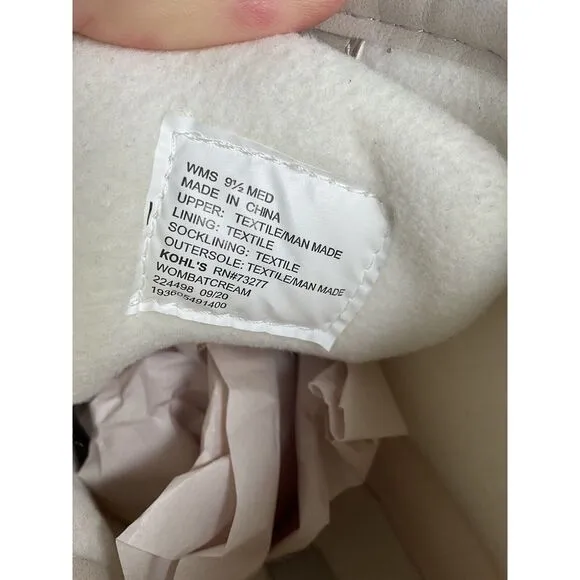 WMS 9½ MED
MADE IN CHINA
UPPER: TEXTILE/MAN MADE
LINING: TEXTILE
SOCKLINING: TEXTILE
OUTERSOLE: TEXTILE/MAN MADE
KOHL'S RN#73277
WOMBATCREAM
224498 09/20
193695491400